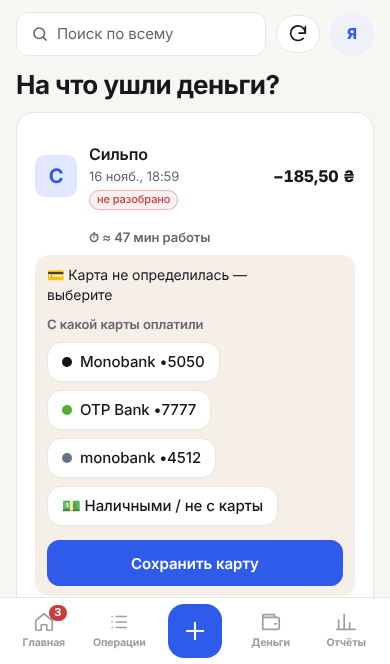 Поиск по всему
Я
На что ушли деньги?
С
Сильпо
16 нояб., 18:59
не разобрано
−185,50 ₴
⏱ ≈ 47 мин работы
💳 Карта не определилась —
выберите
С какой карты оплатили
Monobank •5050
OTP Bank •7777
monobank •4512
💵 Наличными / не с карты
Сохранить карту
3
Главная
Операции
Деньги
Отчёты